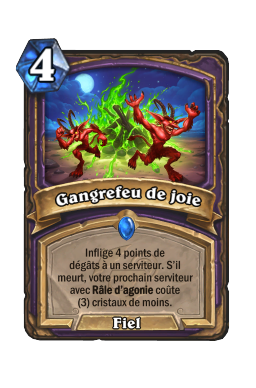 4
Gangrefeu de joie
Inflige 4 points de
dégâts à un serviteur. S'il
meurt, votre prochain serviteur
avec Râle d'agonie coûte
(3) cristaux de moins.
Fiel